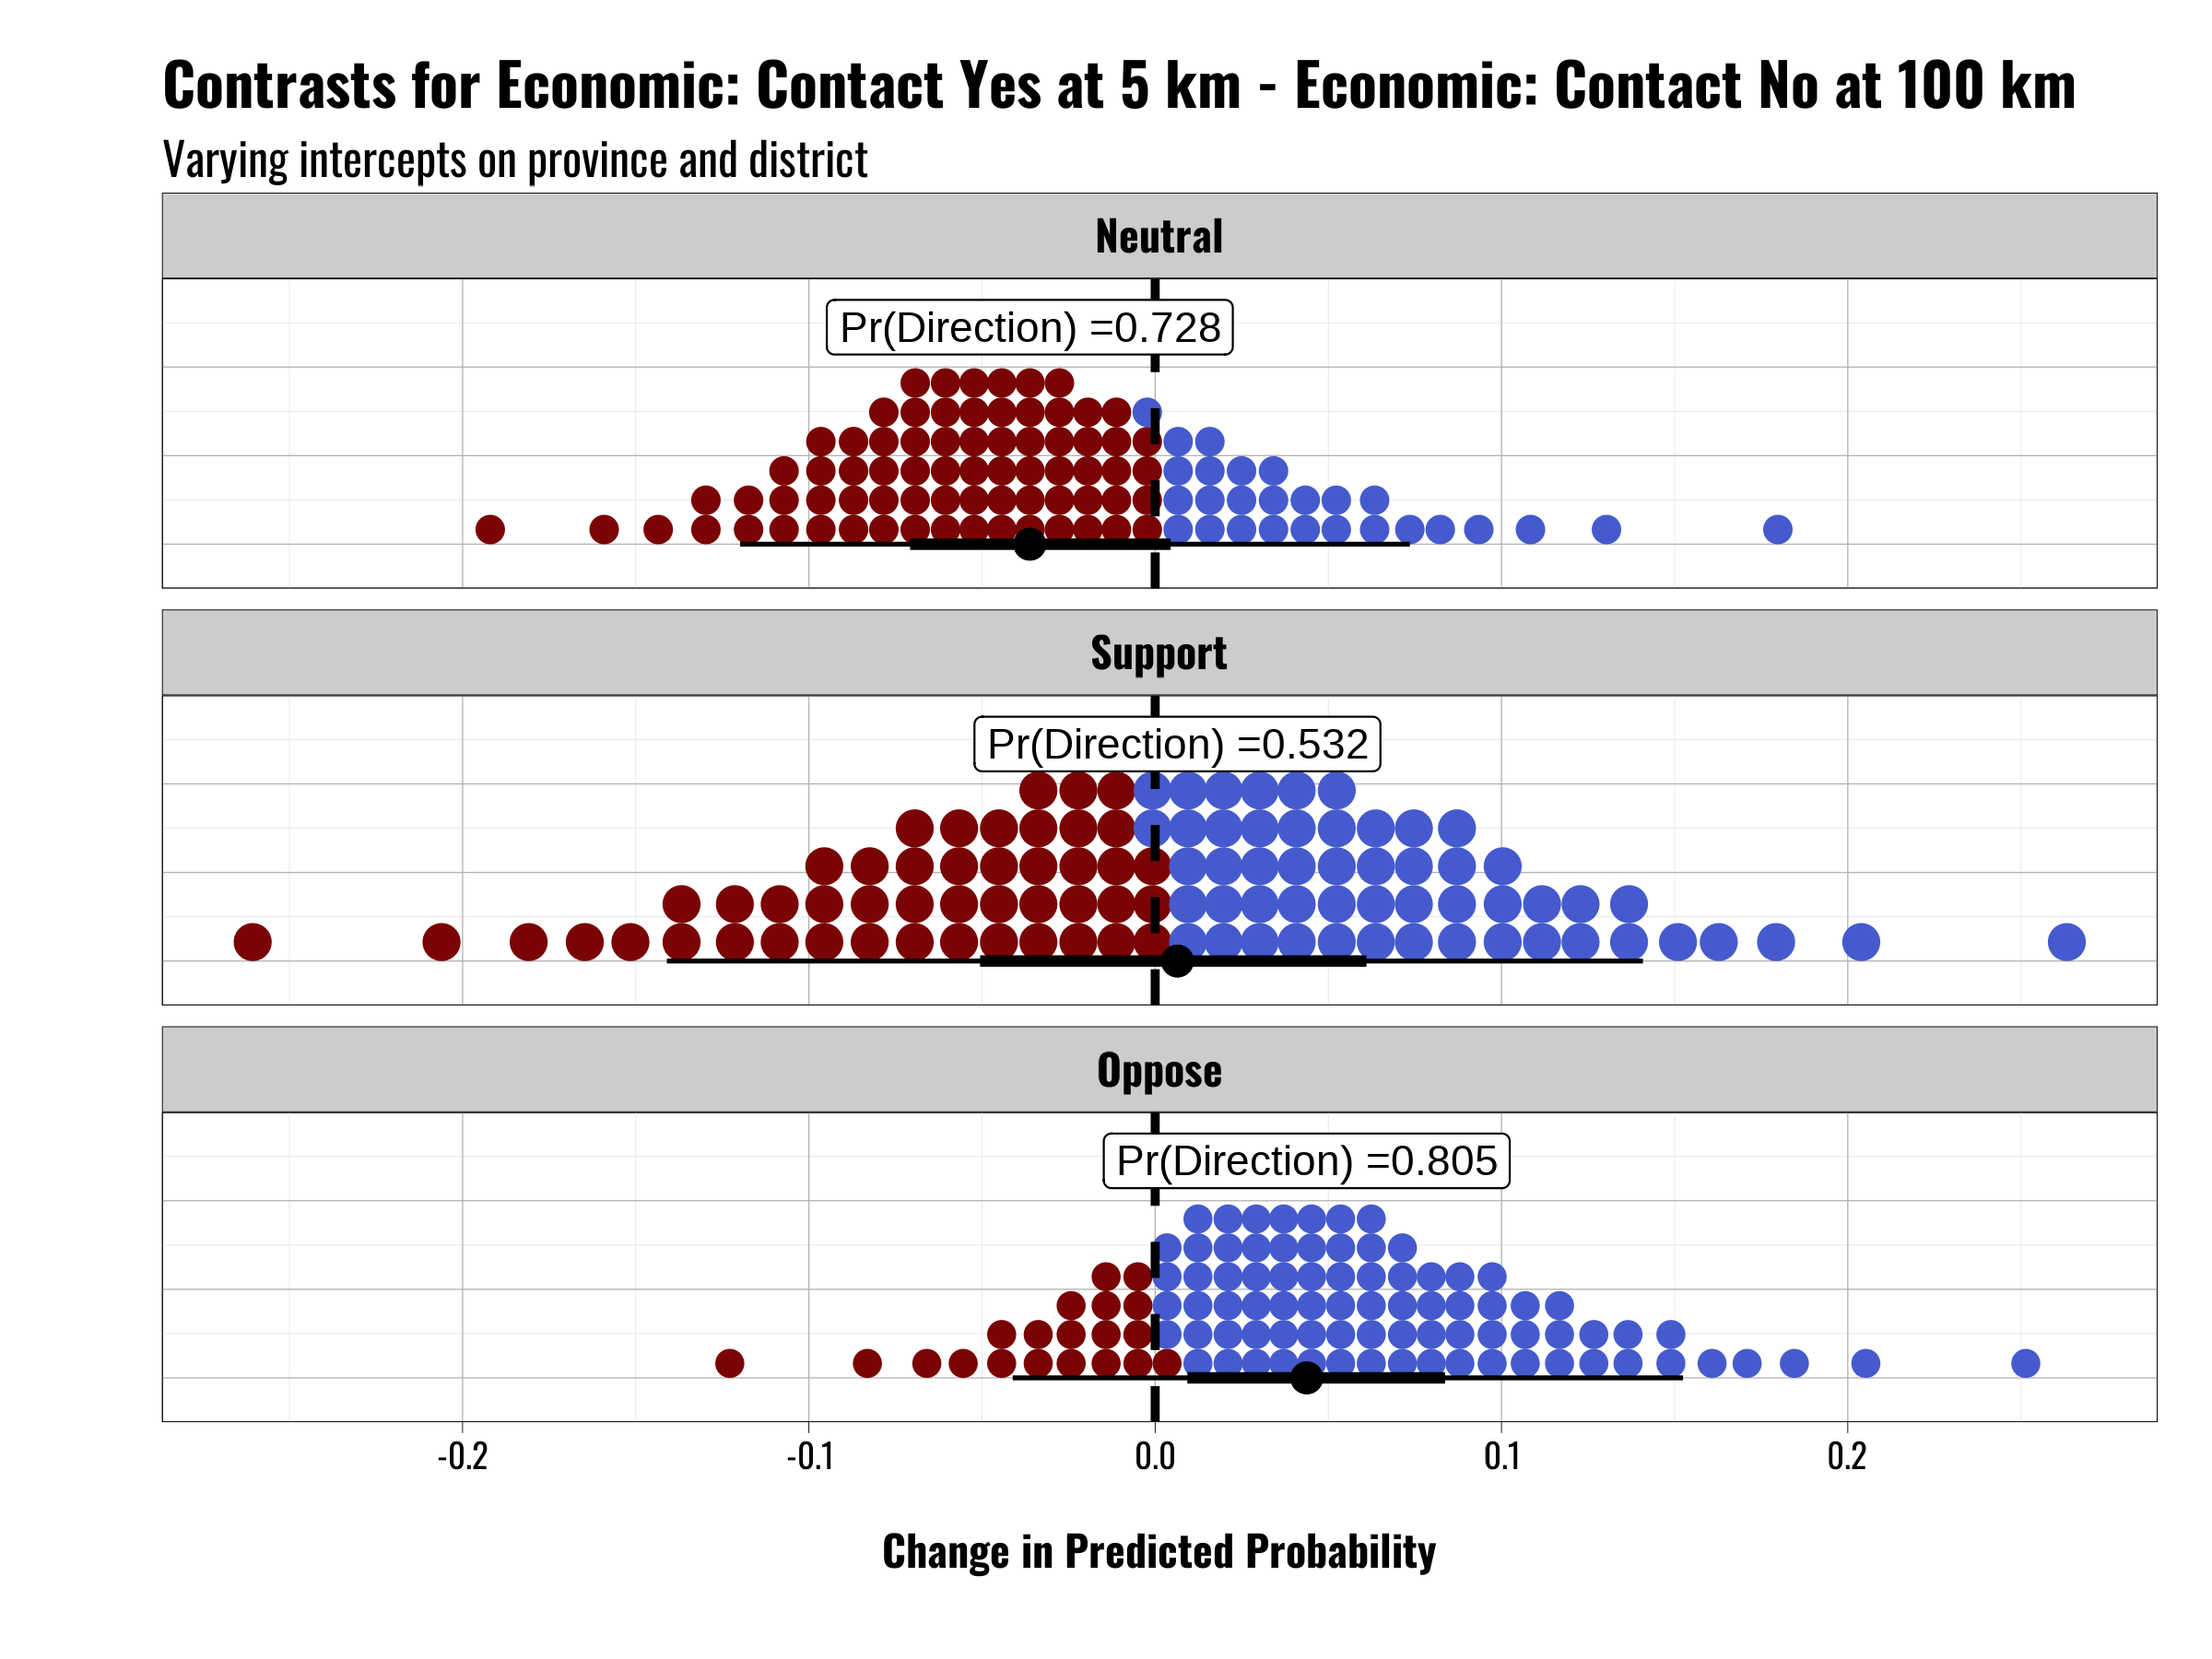 Contrasts for Economic: Contact Yes at 5 km - Economic: Contact No at 100 km
Varying intercepts on province and district
Neutral
Pr(Direction) =0.728
Support
Pr(Direction) =0.532
Oppose
Pr(Direction) =0.805
-0.2 -0.1 0.0 0.1 0.2
Change in Predicted Probability